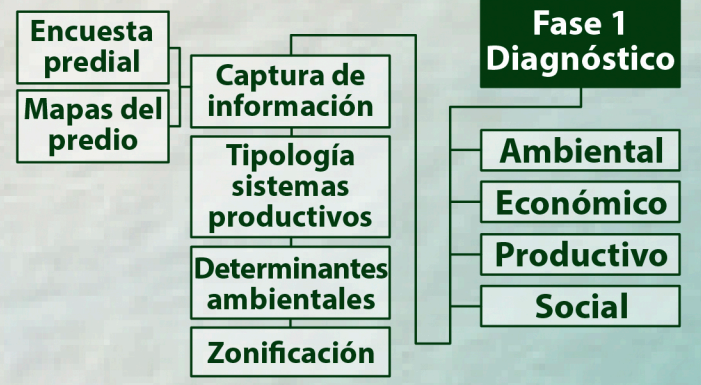 Encuesta
predial
Mapas del
predio
Captura de
información
Tipología
sistemas
productivos
Determinantes
ambientales
Zonificación
Fase 1
Diagnóstico
Ambiental
Económico
Productivo
Social